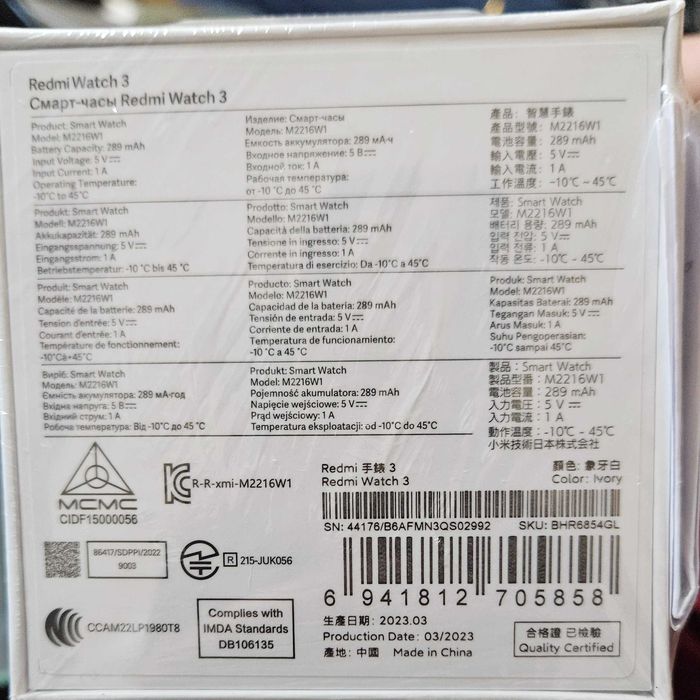 Redmi Watch 3
Смарт-часы Redmi Watch 3
Product: Smart Watch
Model: M2216W1
Battery Capacity: 289 mAh
Input Voltage: 5 V⎓
Input Current: 1 A
Operating Temperature:
-10°C to 45°C
Изделие: Смарт-часы
Модель: M2216W1
Емкость аккумулятора: 289 мА·ч
Входное напряжение: 5 В⎓
Входной. ток: 1 А
Рабочая температура:
от -10 °C до 45 °C
產品: 智慧手錶
產品型號: M2216W1
電池容量: 289 mAh
輸入電壓: 5 V⎓
輸入電流: 1 A
工作溫度: -10℃ ~ 45℃
Produkt: Smart Watch
Modell: M2216W1
Akkukapazität: 289 mAh
Eingangsspannung: 5 V⎓
Eingangsstrom: 1 A
Betriebstemperatur: -10 °C bis 45 °C
Prodotto: Smart Watch
Modello: M2216W1
Capacità della batteria: 289 mAh
Tensione in ingresso: 5 V⎓
Corrente in ingresso: 1 A
Temperatura di esercizio: Da -10°C a 45°C
제품: Smart Watch
모델: M2216W1
배터리 용량: 289 mAh
입력 전압: 5 V⎓
입력 전류: 1 A
작동 온도: -10°C - 45°C
Produit: Smart Watch
Modèle: M2216W1
Capacité de la batterie: 289 mAh
Tension d'entrée: 5 V⎓
Courant d'entrée: 1 A
Température de fonctionnement:
-10°Cà+45°C
Producto: Smart Watch
Modelo: M2216W1
Capacidad de la batería: 289 mAh
Tensión de entrada: 5 V⎓
Corriente de entrada: 1 A
Temperatura de funcionamiento:
-10 °C a 45 °C
Produk: Smart Watch
Model: M2216W1
Kapasitas Baterai: 289 mAh
Tegangan Masuk: 5 V⎓
Arus Masuk: 1 A
Suhu Pengoperasian:
-10°C sampai 45°C
Виріб: Smart Watch
Модель: M2216W1
Ємність акумулятора: 289 мА·год
Вхідна напруга: 5 В⎓
Вхідний струм: 1 А
Робоча температура: Від -10°C до 45 °C
Produkt: Smart Watch
Model: M2216W1
Pojemność akumulatora: 289 mAh
Napięcie wejściowe: 5 V⎓
Prąd wejściowy: 1 A
Temperatura eksploatacji: od -10°C do 45°C
製品: Smart Watch
製品型番: M2216W1
電池容量: 289 mAh
入力電圧: 5 V⎓
入力電流: 1 A
動作温度: -10℃ - 45℃
小米技術日本株式会社
MCMC
CIDF15000056
R-R-xmi-M2216W1
Redmi 手錶 3
Redmi Watch 3
顏色: 象牙白
Color: Ivory
SN: 44176/B6AFMN3QS02992
SKU: BHR6854GL
86417/SDPPI/2022
9003
R 215-JUK056
6 941812 705858
CCAM22LP1980T8
Complies with
IMDA Standards
DB106135
生產日期: 2023.03
Production Date: 03/2023
產地: 中國 Made in China
合格證 已檢驗
Quality Certified